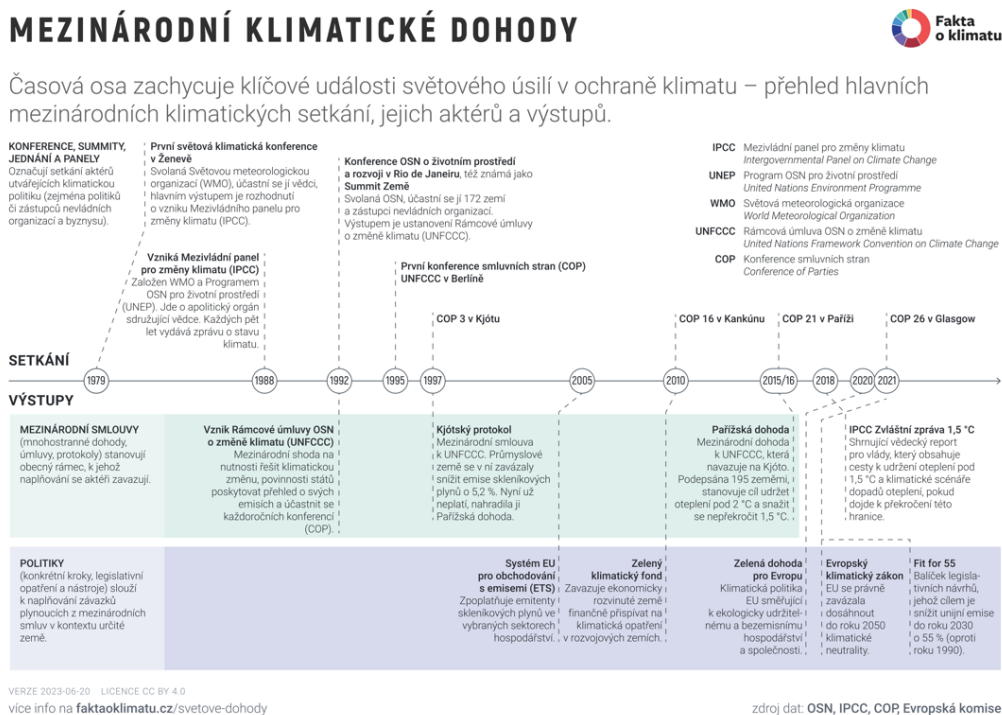 MEZINÁRODNÍ KLIMATICKÉ DOHODY
Fakta
o klimatu
Časová osa zachycuje klíčové události světového úsilí v ochraně klimatu – přehled hlavních
mezinárodních klimatických setkání, jejich aktérů a výstupů.
KONFERENCE, SUMMITY,
JEDNÁNÍ A PANELY
Označují setkání aktérů
utvářejících klimatickou
politiku (zejména politiků
či zástupců nevládních
organizací a byznysu).
První světová klimatická konference
v Ženevě
Svolaná Světovou meteorologickou
organizací (WMO), účastní se jí vědci,
hlavním výstupem je rozhodnutí
o vzniku Mezivládního panelu pro
změny klimatu (IPCC).
Vzniká Mezivládní panel
pro změny klimatu (IPCC)
Založen WMO a Programem
OSN pro životní prostředí
(UNEP). Jde o apolitický orgán
sdružující vědce. Každých pět
let vydává zprávu o stavu
klimatu.
Konference OSN o životním prostředí
a rozvoji v Rio de Janeiru, též známá jako
Summit Země
Svolaná OSN, účastní se jí 172 zemí
a zástupci nevládních organizací.
Výstupem je ustanovení Rámcové úmluvy
o změně klimatu (UNFCCC).
První konference smluvních stran (COP)
UNFCCC v Berlíně
COP 3 v Kjótu
IPCC Mezivládní panel pro změny klimatu
Intergovernmental Panel on Climate Change
UNEP Program OSN pro životní prostředí
United Nations Environment Programme
WMO Světová meteorologická organizace
World Meteorological Organization
UNFCCC Rámcová úmluva OSN o změně klimatu
United Nations Framework Convention on Climate Change
COP Konference smluvních stran
Conference of Parties
COP 16 v Kankúnu
COP 21 v Paříži
COP 26 v Glasgow
SETKÁNÍ
1979 1988 1992 1995 1997 2005 2010 2015/16 2018 2020 2021
VÝSTUPY
MEZINÁRODNÍ SMLOUVY
(mnohostranné dohody,
úmluvy, protokoly) stanovují
obecný rámec, k jehož
naplňování se aktéři zavazují.
Vznik Rámcové úmluvy OSN
o změně klimatu (UNFCCC)
Mezinárodní shoda na
nutnosti řešit klimatickou
změnu, povinnosti států
poskytovat přehled o svých
emisích a účastnit se
každoročních konferencí
(COP).
Kjótský protokol
Mezinárodní smlouva
k UNFCCC. Průmyslové
země se v ní zavázaly
snížit emise skleníkových
plynů o 5,2 %. Nyní už
neplatí, nahradila ji
Pařížská dohoda.
Pařížská dohoda
Mezinárodní dohoda
k UNFCCC, která
navazuje na Kjóto.
Podepsána 195 zeměmi,
stanovuje cíl udržet
oteplení pod 2 °C a snažit
se nepřekročit 1,5 °C.
IPCC Zvláštní zpráva 1,5 °C
Shrnující vědecký report
pro vlády, který obsahuje
cesty k udržení oteplení pod
1,5 °C a klimatické scénáře
dopadů oteplení, pokud
dojde k překročení této
hranice.
POLITIKY
(konkrétní kroky, legislativní
opatření a nástroje) slouží
k naplňování závazků
plynoucích z mezinárodních
smluv v kontextu určité
země.
Systém EU
pro obchodování
s emisemi (ETS)
Zpoplatňuje emitenty
skleníkových plynů ve
vybraných sektorech
hospodářství.
Zelený
klimatický fond
Zavazuje ekonomicky
rozvinuté země
finančně přispívat na
klimatická opatření
v rozvojových zemích.
Zelená dohoda
pro Evropu
Klimatická politika
EU směřující
k ekologicky udržitel-
nému a bezemisnímu
hospodářství
a společnosti.
Evropský
klimatický zákon
EU se právně
zavázala
dosáhnout
do roku 2050
klimatické
neutrality.
Fit for 55
Balíček legisla-
tivních návrhů,
jehož cílem je
snížit unijní emise
do roku 2030
o 55 % (oproti
roku 1990).
VERZE 2023-06-20 LICENCE CC BY 4.0
více info na faktaoklimatu.cz/svetove-dohody
zdroj dat: OSN, IPCC, COP, Evropská komise